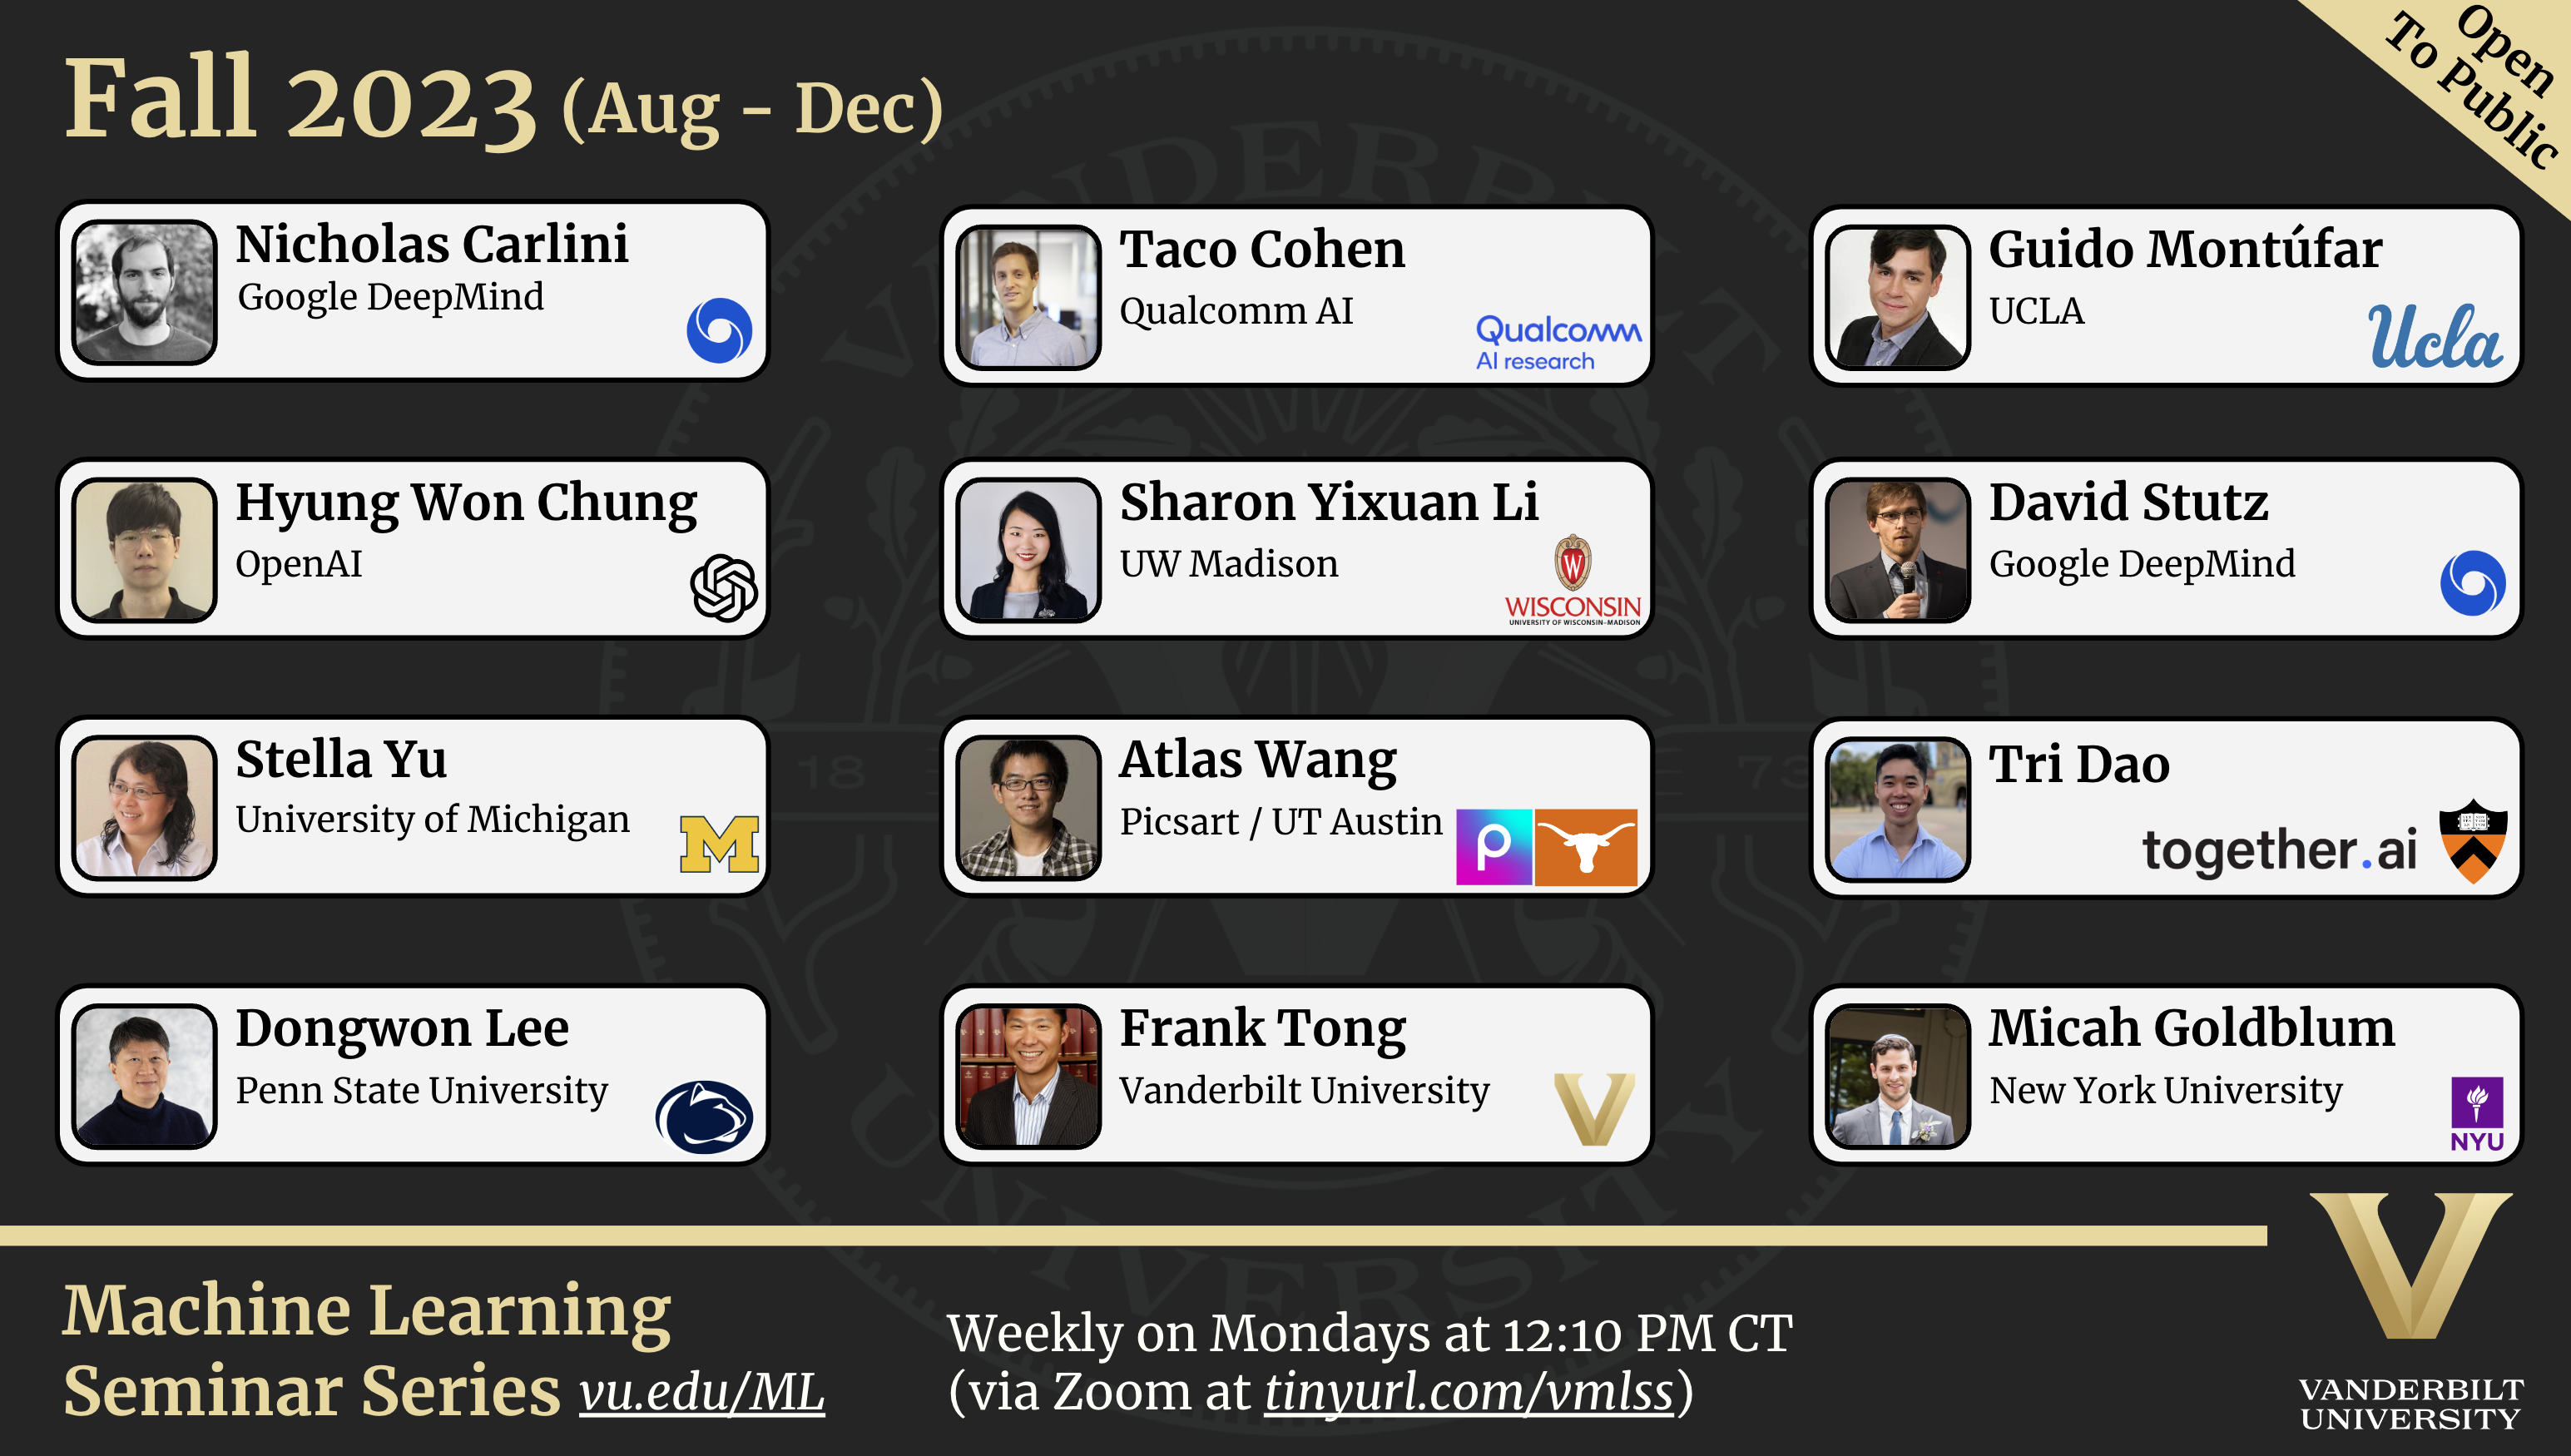 Fall 2023 (Aug - Dec)
Open
To Public
Nicholas Carlini
Google DeepMind
Taco Cohen
Qualcomm AI
Qualcomm
AI research
Guido Montúfar
UCLA
Ucla
Hyung Won Chung
OpenAI
Sharon Yixuan Li
UW Madison
W
WISCONSIN
UNIVERSITY OF WISCONSIN–MADISON
David Stutz
Google DeepMind
Stella Yu
University of Michigan
M
Atlas Wang
Picsart / UT Austin
P
Tri Dao
together.ai
Dongwon Lee
Penn State University
Frank Tong
Vanderbilt University
V
Micah Goldblum
New York University
NYU
VANDERBILT
18 73
UNIVERSITY
Machine Learning
Seminar Series vu.edu/ML
Weekly on Mondays at 12:10 PM CT
(via Zoom at tinyurl.com/vmlss)
V
VANDERBILT
UNIVERSITY